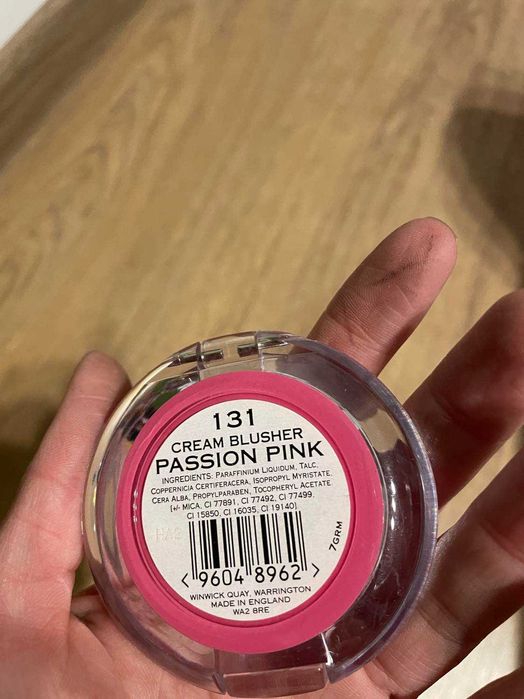 131
CREAM BLUSHER
PASSION PINK
INGREDIENTS: PARAFFINIUM LIQUIDUM, TALC,
COPPERNICIA CERTIFERACERA, ISOPROPYL MYRISTATE,
CERA ALBA, PROPYLPARABEN, TOCOPHERYL ACETATE
[+/- MICA, CI 77891, CI 77492, CI 77499,
CI 15850, CI 16035, CI 19140]
7GRM
<9604 8962>
WINWICK QUAY, WARRINGTON
MADE IN ENGLAND
WA2 8RE